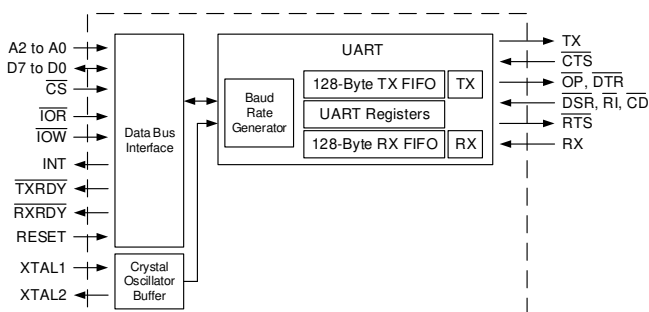 A2 to A0
D7 to D0
CS
IOR
IOW
INT
TXRDY
RXRDY
RESET
XTAL1
XTAL2
Data Bus
Interface
Crystal
Oscillator
Buffer
UART
Baud
Rate
Generator
128-Byte TX FIFO
TX
UART Registers
128-Byte RX FIFO
RX
TX
CTS
OP, DTR
DSR, RI, CD
RTS
RX